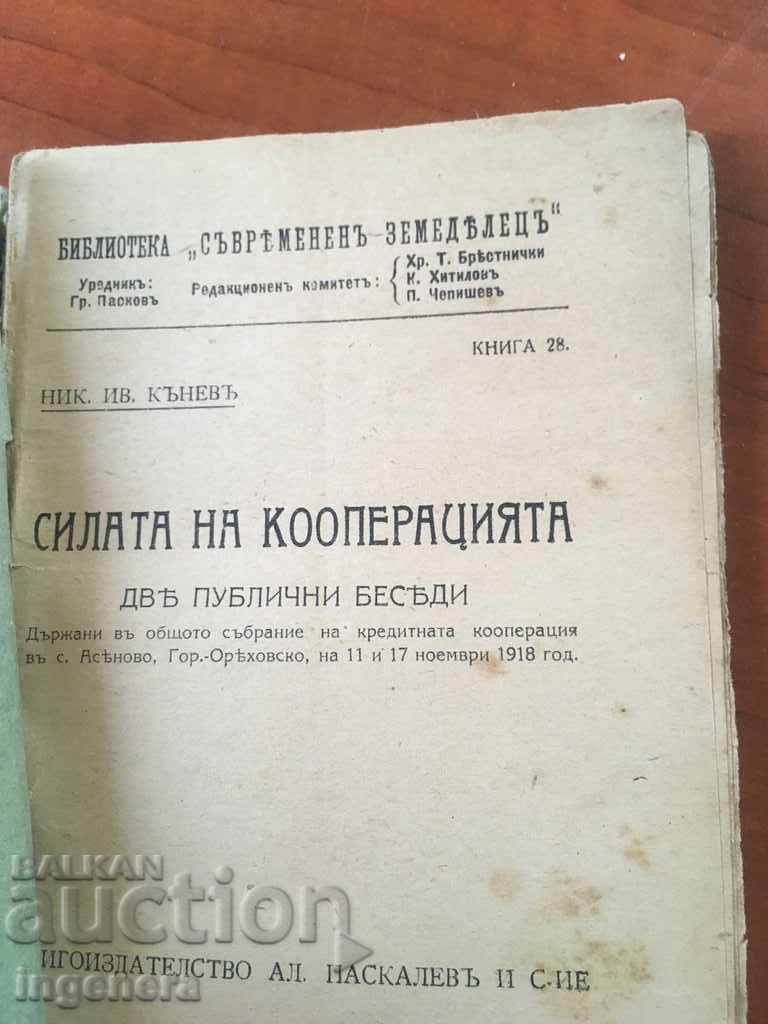 БИБЛИОТЕКА „СЪВРѢМЕНЕНЪ ЗЕМЕДѢЛЕЦЪ“
Урѣдникъ:
Гр. Пасковъ
Редакционенъ комитетъ:
Хр. Т. Брѣстнички
К. Хитиловъ
П. Чепишевъ
КНИГА 28.
НИК. ИВ. КЪНЕВЪ
СИЛАТА НА КООПЕРАЦИЯТА
ДВѢ ПУБЛИЧНИ БЕСѢДИ
Държани въ общото събрание на кредитната кооперация
въ с. Асѣново, Гор.-Орѣховско, на 11 и 17 ноември 1918 год.
ИГОИЗДАТЕЛСТВО АЛ. ПАСКАЛЕВЪ И С-ИЕ
BALKAN
auction
ingenera